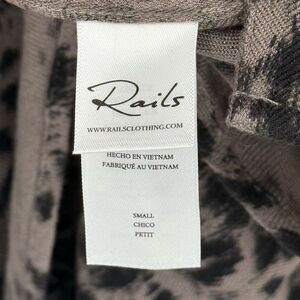 Rails
WWW.RAILSCLOTHING.COM
HECHO EN VIETNAM
FABRIQUÉ AU VIETNAM
SMALL
CHICO
PETIT